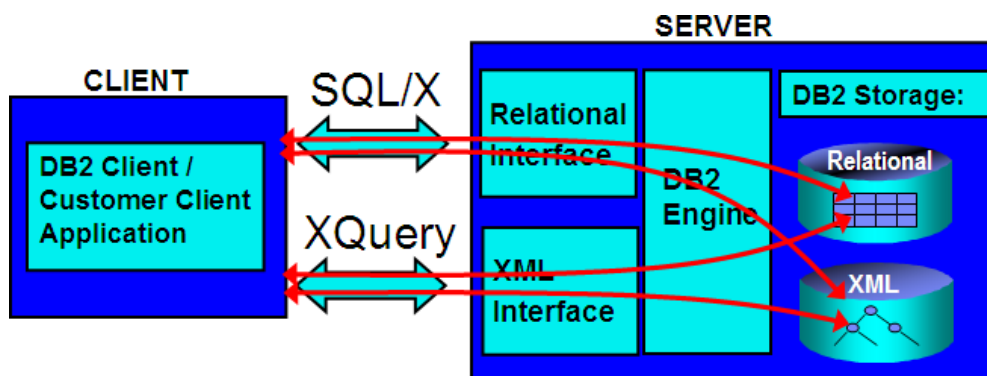 SERVER
CLIENT
SQL/X
DB2 Client /
Customer Client
Application
XQuery
Relational
Interface
XML
Interface
DB2
Engine
DB2 Storage:
Relational
XML